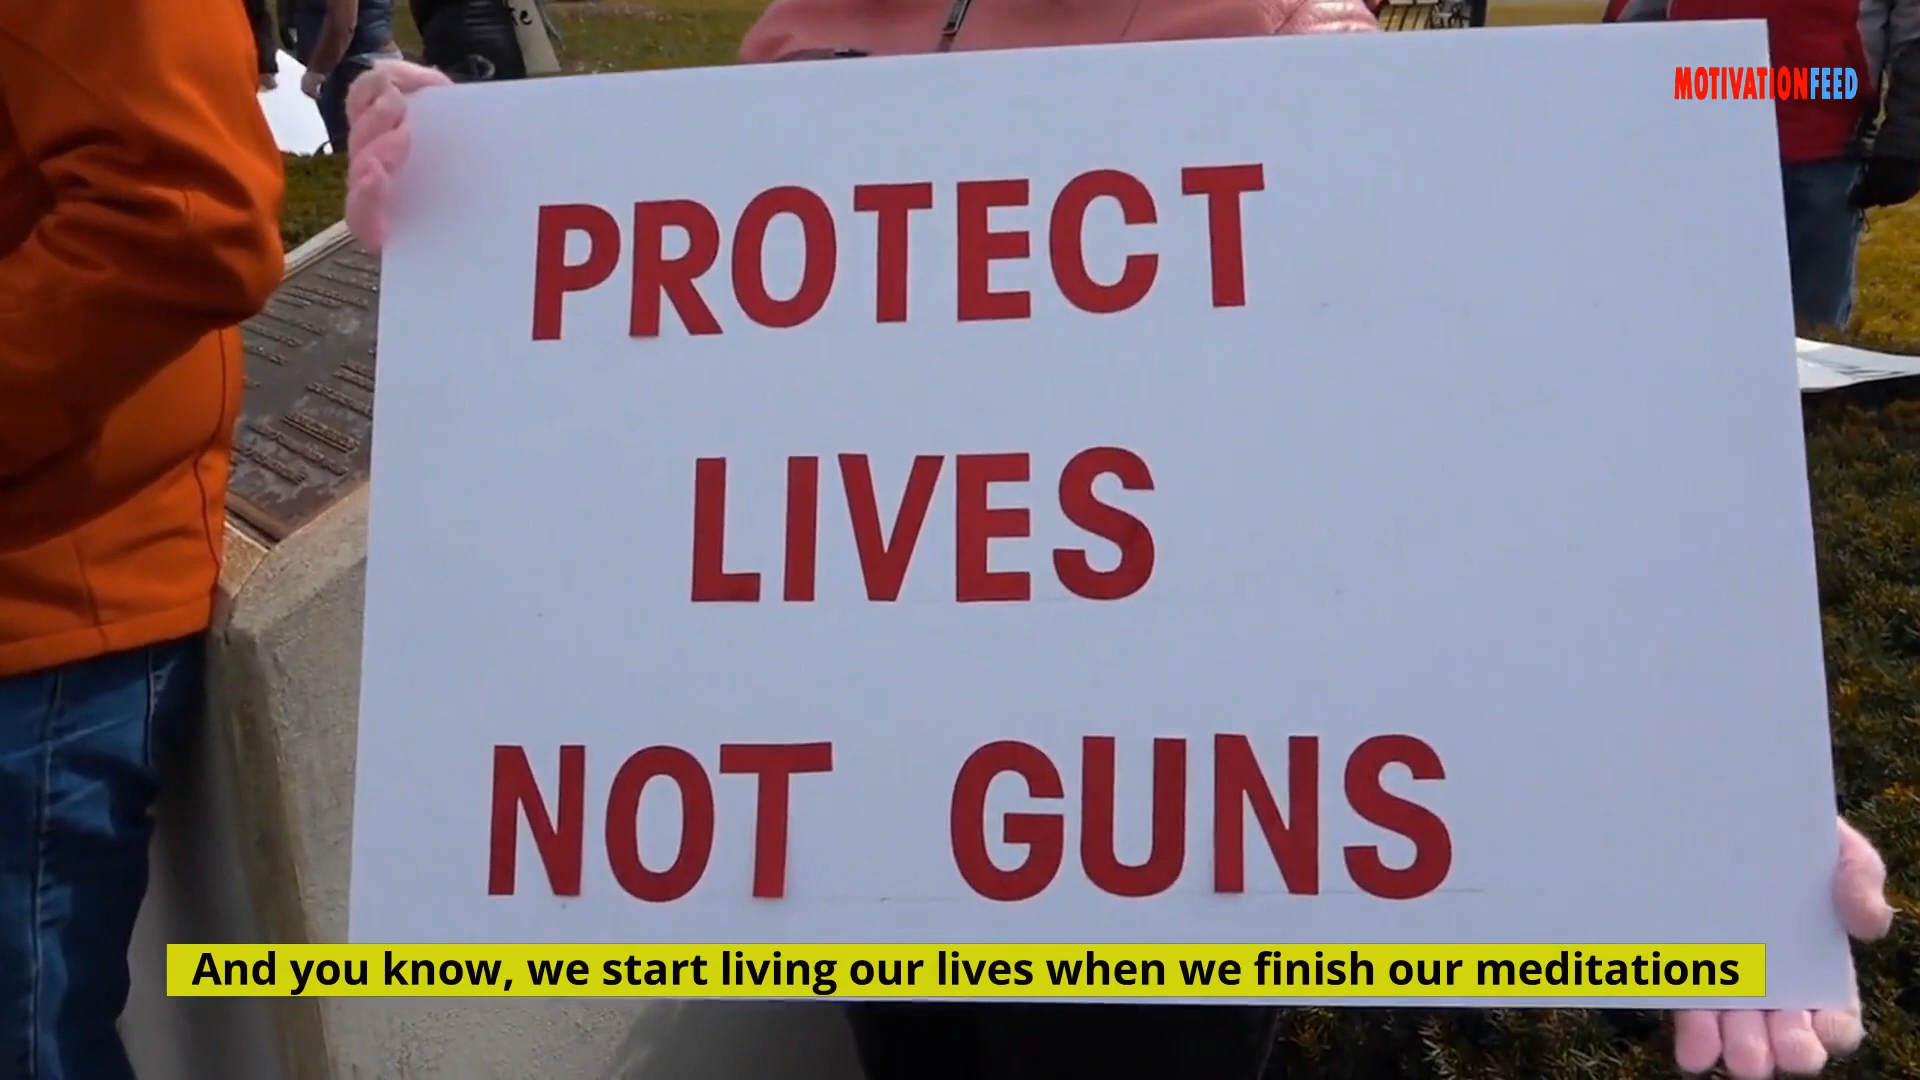 MOTIVATIONFEED
PROTECT
LIVES
NOT GUNS
And you know, we start living our lives when we finish our meditations